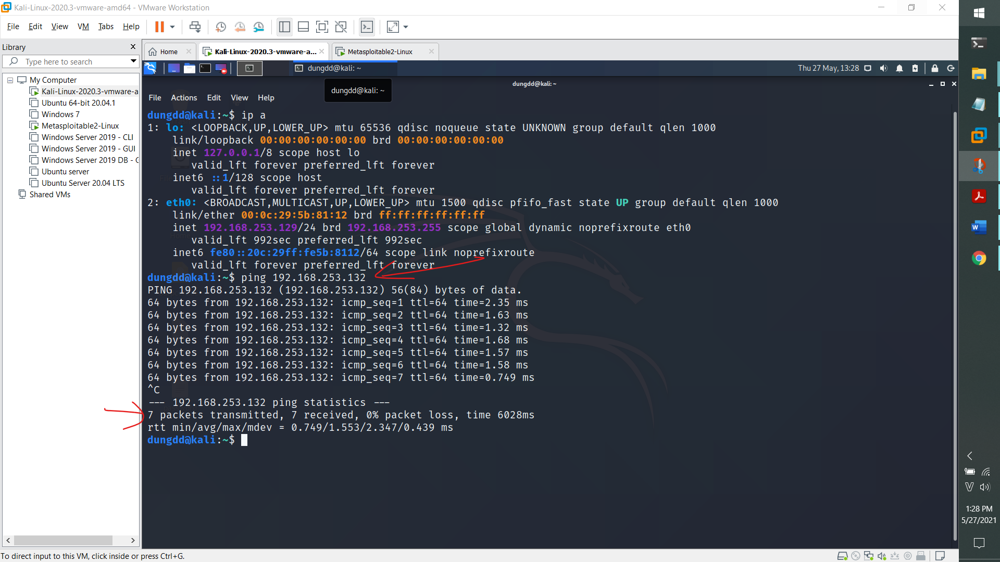 Kali-Linux-2020.3-vmware-amd64 - VMware Workstation
File Edit View VM Tabs Help
Library
Type here to search
My Computer
Kali-Linux-2020.3-vmware-a
Ubuntu 64-bit 20.04.1
Windows 7
Metasploitable2-Linux
Windows Server 2019 - CLI
Windows Server 2019 - GUI
Windows Server 2019 DB - C
Ubuntu server
Ubuntu Server 20.04 LTS
Shared VMs
Home
Kali-Linux-2020.3-vmware-a...
Metasploitable2-Linux
dungdd@kali: ~
Thu 27 May, 13:28
dungdd@kali: ~
dungdd@kali: ~
File Actions Edit View Help
dungdd@kali:~$ ip a
1: lo: <LOOPBACK,UP,LOWER_UP> mtu 65536 qdisc noqueue state UNKNOWN group default qlen 1000
link/loopback 00:00:00:00:00:00 brd 00:00:00:00:00:00
inet 127.0.0.1/8 scope host lo
valid_lft forever preferred_lft forever
inet6 ::1/128 scope host
valid_lft forever preferred_lft forever
2: eth0: <BROADCAST,MULTICAST,UP,LOWER_UP> mtu 1500 qdisc pfifo_fast state UP group default qlen 1000
link/ether 00:0c:29:5b:81:12 brd ff:ff:ff:ff:ff:ff
inet 192.168.253.129/24 brd 192.168.253.255 scope global dynamic noprefixroute eth0
valid_lft 992sec preferred_lft 992sec
inet6 fe80::20c:29ff:fe5b:8112/64 scope link noprefixroute
valid_lft forever preferred_lft forever
dungdd@kali:~$ ping 192.168.253.132
PING 192.168.253.132 (192.168.253.132) 56(84) bytes of data.
64 bytes from 192.168.253.132: icmp_seq=1 ttl=64 time=2.35 ms
64 bytes from 192.168.253.132: icmp_seq=2 ttl=64 time=1.63 ms
64 bytes from 192.168.253.132: icmp_seq=3 ttl=64 time=1.32 ms
64 bytes from 192.168.253.132: icmp_seq=4 ttl=64 time=1.68 ms
64 bytes from 192.168.253.132: icmp_seq=5 ttl=64 time=1.57 ms
64 bytes from 192.168.253.132: icmp_seq=6 ttl=64 time=1.58 ms
64 bytes from 192.168.253.132: icmp_seq=7 ttl=64 time=0.749 ms
^C
--- 192.168.253.132 ping statistics ---
7 packets transmitted, 7 received, 0% packet loss, time 6028ms
rtt min/avg/max/mdev = 0.749/1.553/2.347/0.439 ms
dungdd@kali:~$
1:28 PM
5/27/2021
To direct input to this VM, click inside or press Ctrl+G.